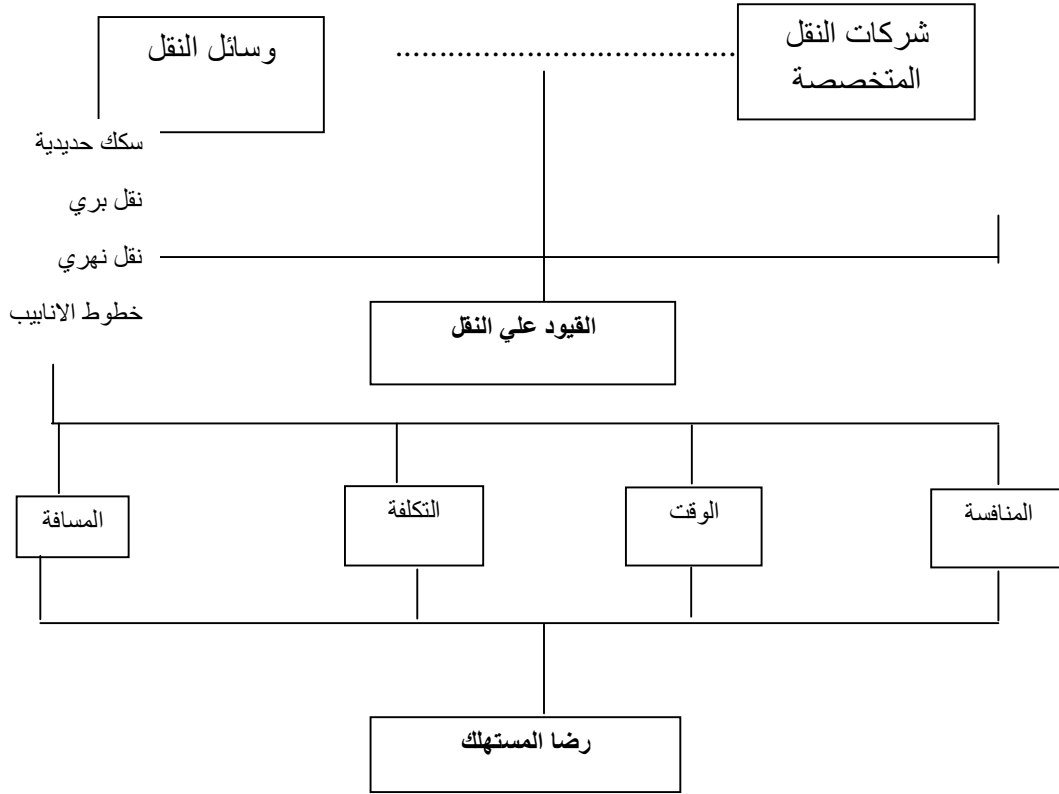 شركات النقل
المتخصصة
وسائل النقل
سكك حديدية
نقل بري
نقل نهري
خطوط الانابيب
القيود علي النقل
المنافسة
الوقت
التكلفة
المسافة
رضا المستهلك